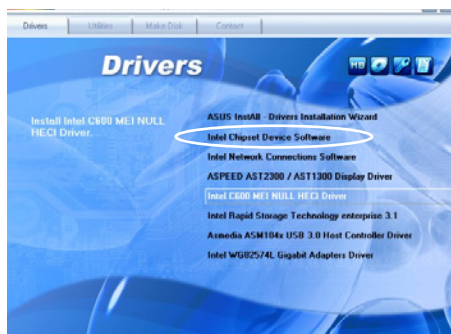 Drivers
Utilities
Make Disk
Contact
Drivers
Install Intel C600 MEI NULL
HECI Driver.
ASUS InstAll - Drivers Installation Wizard
Intel Chipset Device Software
Intel Network Connections Software
ASPEED AST2300 / AST1300 Display Driver
Intel C600 MEI NULL HECI Driver
Intel Rapid Storage Technology enterprise 3.1
Asmedia ASM104x USB 3.0 Host Controller Driver
Intel WG82574L Gigabit Adapters Driver